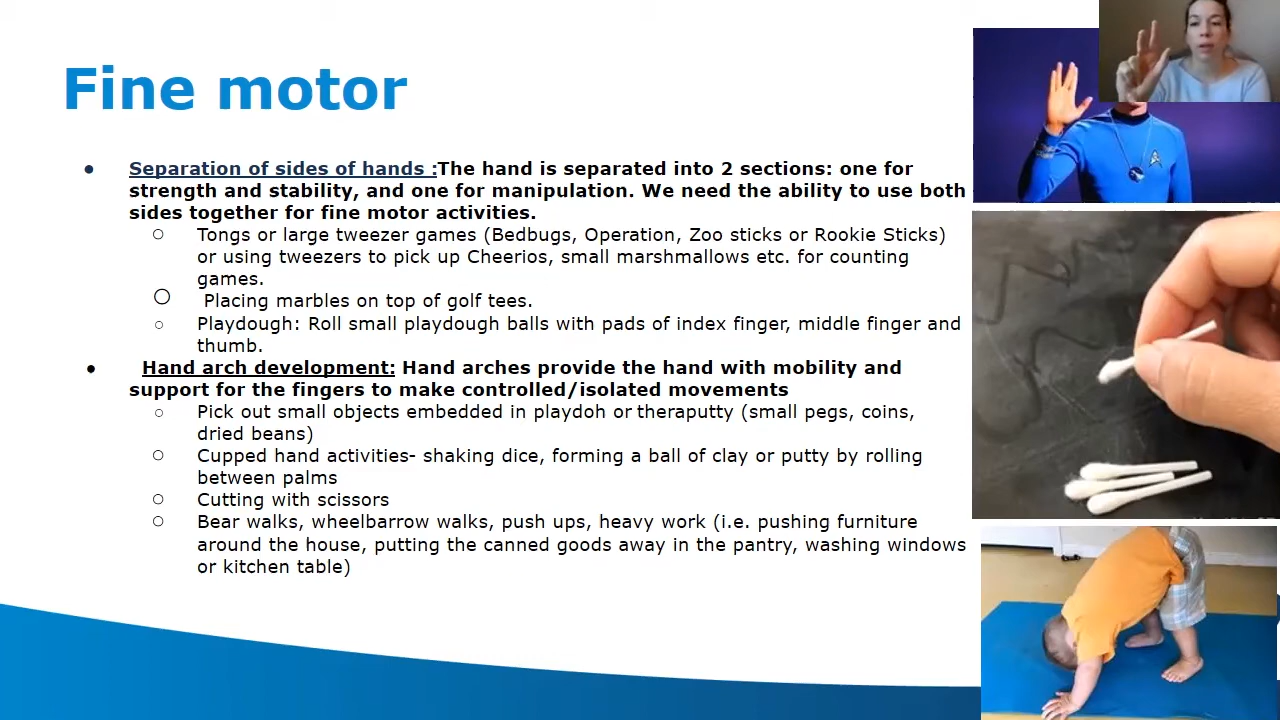 Fine motor
● Separation of sides of hands :The hand is separated into 2 sections: one for
strength and stability, and one for manipulation. We need the ability to use both
sides together for fine motor activities.
○ Tongs or large tweezer games (Bedbugs, Operation, Zoo sticks or Rookie Sticks)
or using tweezers to pick up Cheerios, small marshmallows etc. for counting
games.
○ Placing marbles on top of golf tees.
○ Playdough: Roll small playdough balls with pads of index finger, middle finger and
thumb.
● Hand arch development: Hand arches provide the hand with mobility and
support for the fingers to make controlled/isolated movements
○ Pick out small objects embedded in playdoh or theraputty (small pegs, coins,
dried beans)
○ Cupped hand activities- shaking dice, forming a ball of clay or putty by rolling
between palms
○ Cutting with scissors
○ Bear walks, wheelbarrow walks, push ups, heavy work (i.e. pushing furniture
around the house, putting the canned goods away in the pantry, washing windows
or kitchen table)